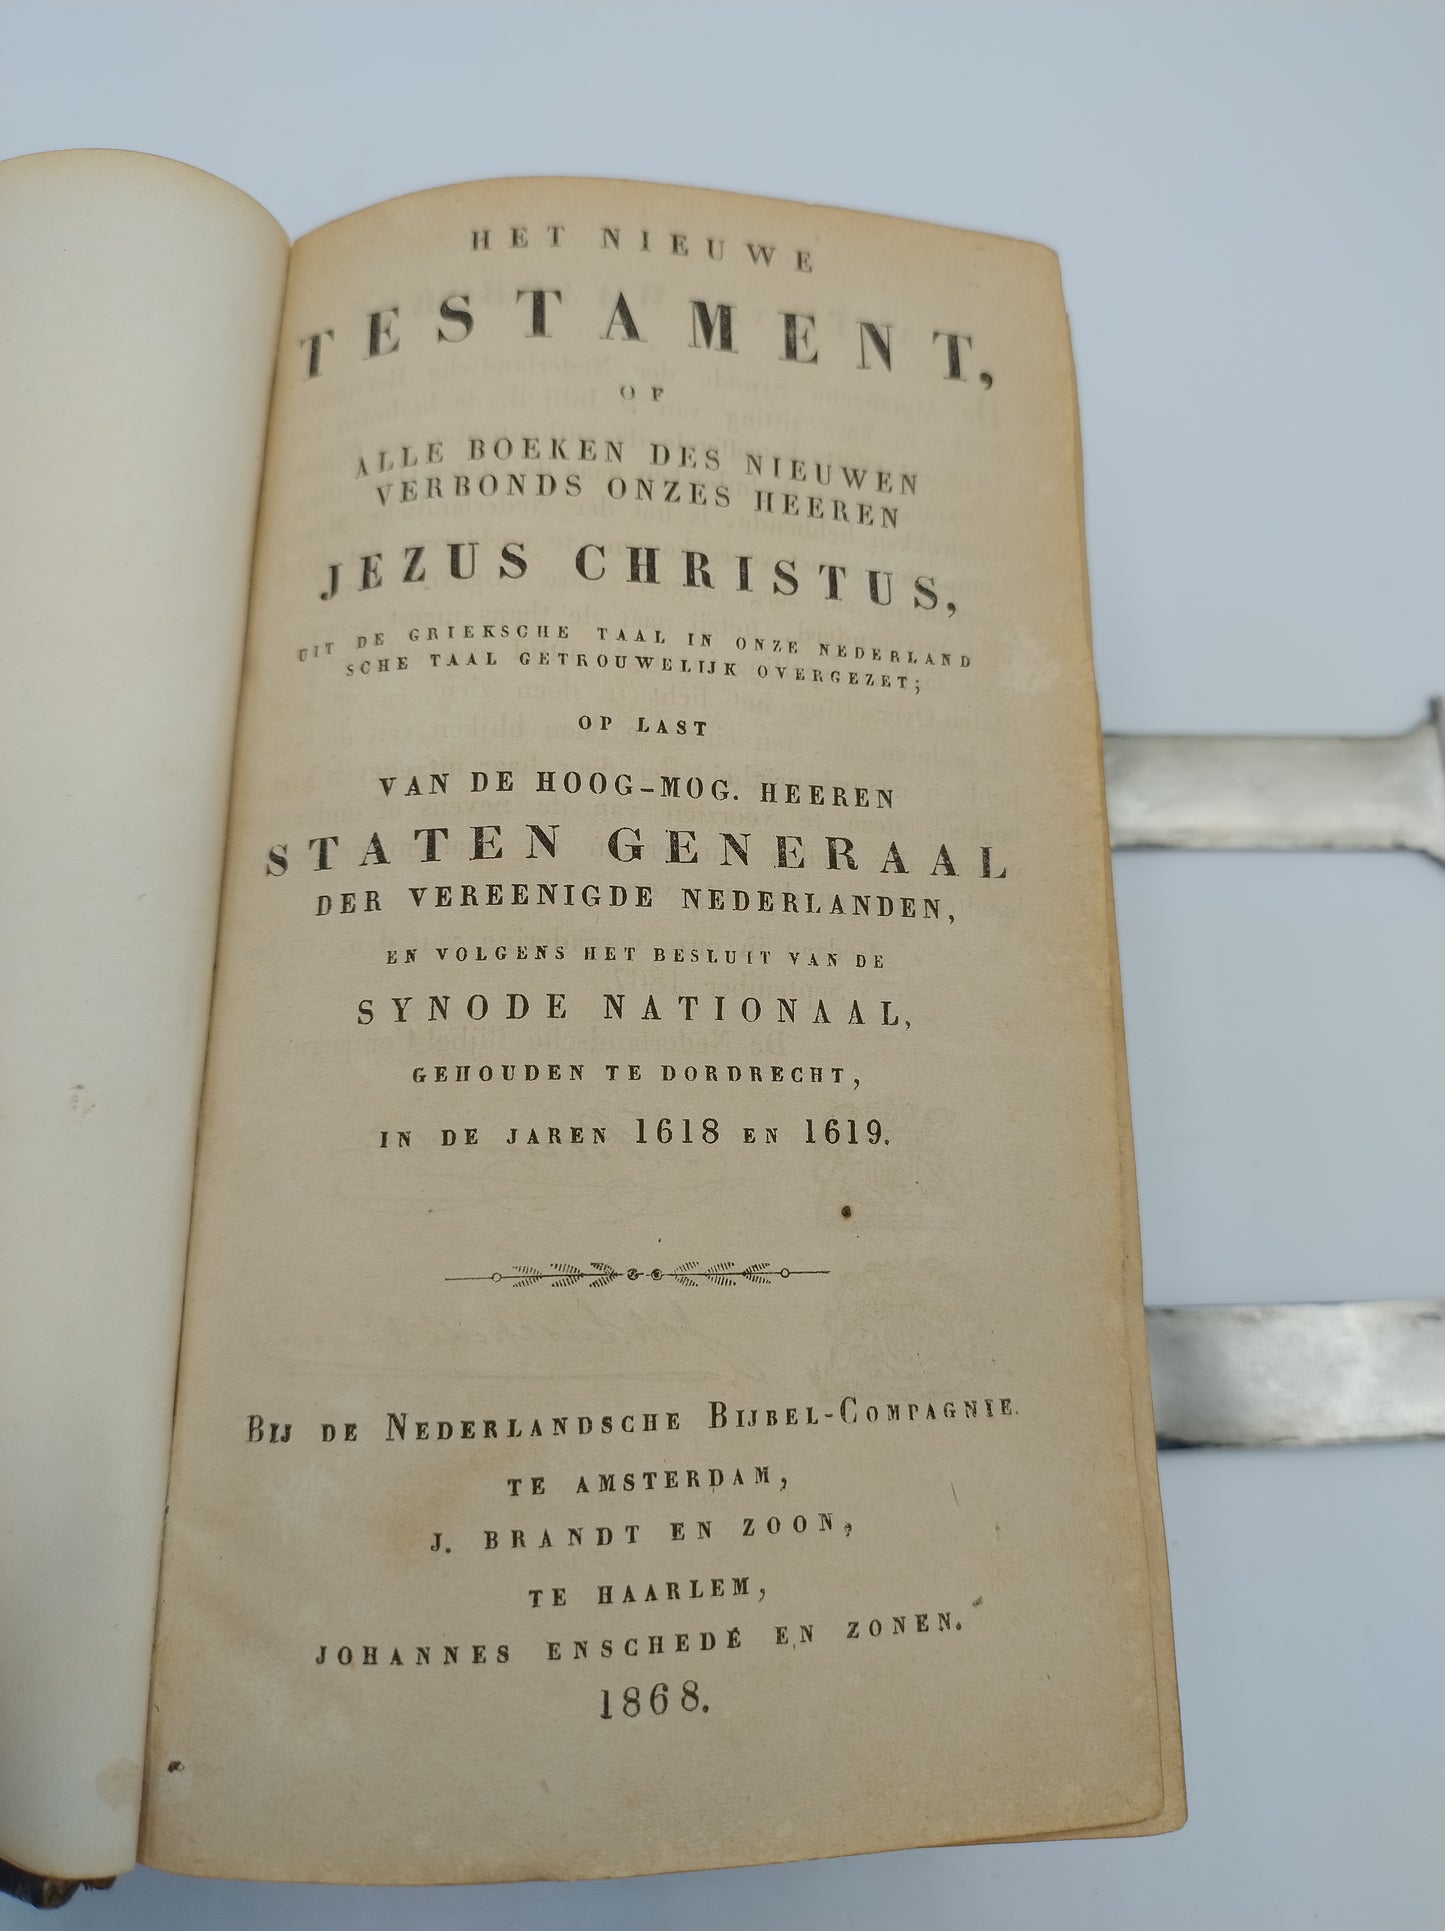 HET NIEUWE
TESTAMENT,
OF
ALLE BOEKEN DES NIEUWEN
VERBONDS ONZES HEEREN
JEZUS CHRISTUS,
UIT DE GRIEKSCHE TAAL IN ONZE NEDERLAND
SCHE TAAL GETROUWELIJK OVERGEZET;
OP LAST
VAN DE HOOG-MOG. HEEREN
STATEN GENERAAL
DER VEREENIGDE NEDERLANDEN,
EN VOLGENS HET BESLUIT VAN DE
SYNODE NATIONAAL,
GEHOUDEN TE DORDRECHT,
IN DE JAREN 1618 EN 1619.
BIJ DE NEDERLANDSCHE BIJBEL-COMPAGNIE.
TE AMSTERDAM,
J. BRANDT EN ZOON,
TE HAARLEM,
JOHANNES ENSCHEDÉ EN ZONEN.
1868.